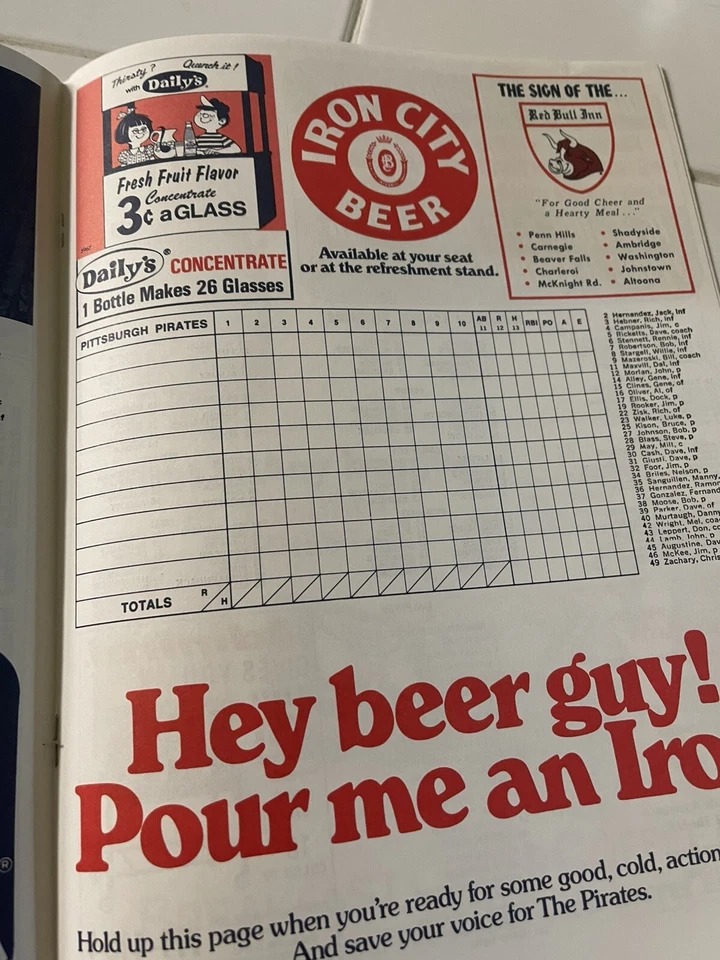 Thirsty? Quench it!
with Daily's
Fresh Fruit Flavor
Concentrate
3¢ a GLASS
Daily's® CONCENTRATE
1 Bottle Makes 26 Glasses
IRON CITY
BEER
Available at your seat
or at the refreshment stand.
THE SIGN OF THE...
Red Bull Inn
"For Good Cheer and
a Hearty Meal..."
• Penn Hills
• Carnegie
• Beaver Falls
• Charleroi
• McKnight Rd.
• Shadyside
• Ambridge
• Washington
• Johnstown
• Altoona
PITTSBURGH PIRATES 1 2 3 4 5 6 7 8 9 10 AB 11 R 12 H 13 RBI PO A E
TOTALS R H
2 Hernandez, Jack, inf
3 Hebner, Rich, inf
4 Campanis, Jim, c
5 Ricketts, Dave, coach
6 Stennett, Rennie, inf
7 Robertson, Bob, inf
8 Stargell, Willie, inf
9 Mazeroski, Bill, coach
11 Maxvill, Dal, inf
12 Morlan, John, p
14 Alley, Gene, inf
15 Clines, Gene, of
16 Oliver, Al, of
17 Ellis, Dock, p
19 Rooker, Jim, p
22 Zisk, Rich, of
23 Walker, Luke, p
25 Kison, Bruce, p
27 Johnson, Bob, p
28 Blass, Steve, p
29 May, Milt, c
30 Cash, Dave, inf
31 Giusti, Dave, p
32 Foor, Jim, p
34 Briles, Nelson, p
35 Sanguillen, Manny,
36 Hernandez, Ramon
37 Gonzalez, Fernand
38 Moose, Bob, p
39 Parker, Dave, of
40 Murtaugh, Danny
42 Wright, Mel, coa
43 Leppert, Don, co
44 Lamb, John, p
45 Augustine, Dav
46 McKee, Jim, p
49 Zachary, Chris
Hey beer guy!
Pour me an Iro
Hold up this page when you're ready for some good, cold, action
And save your voice for The Pirates.
®